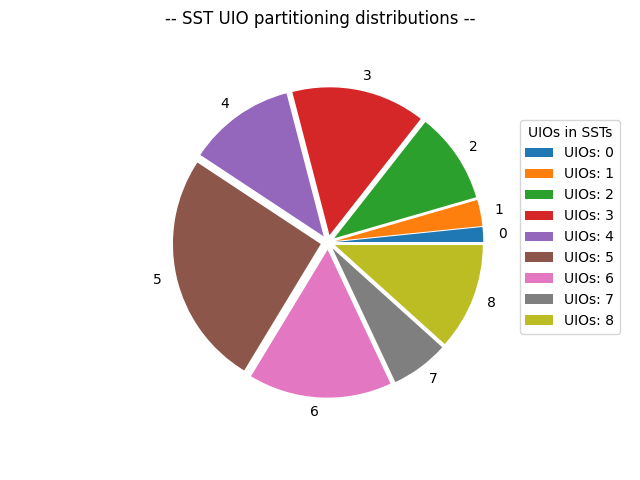 -- SST UIO partitioning distributions --
3
4
2
1
0
5
8
7
6
UIOs in SSTs
UIOs: 0
UIOs: 1
UIOs: 2
UIOs: 3
UIOs: 4
UIOs: 5
UIOs: 6
UIOs: 7
UIOs: 8